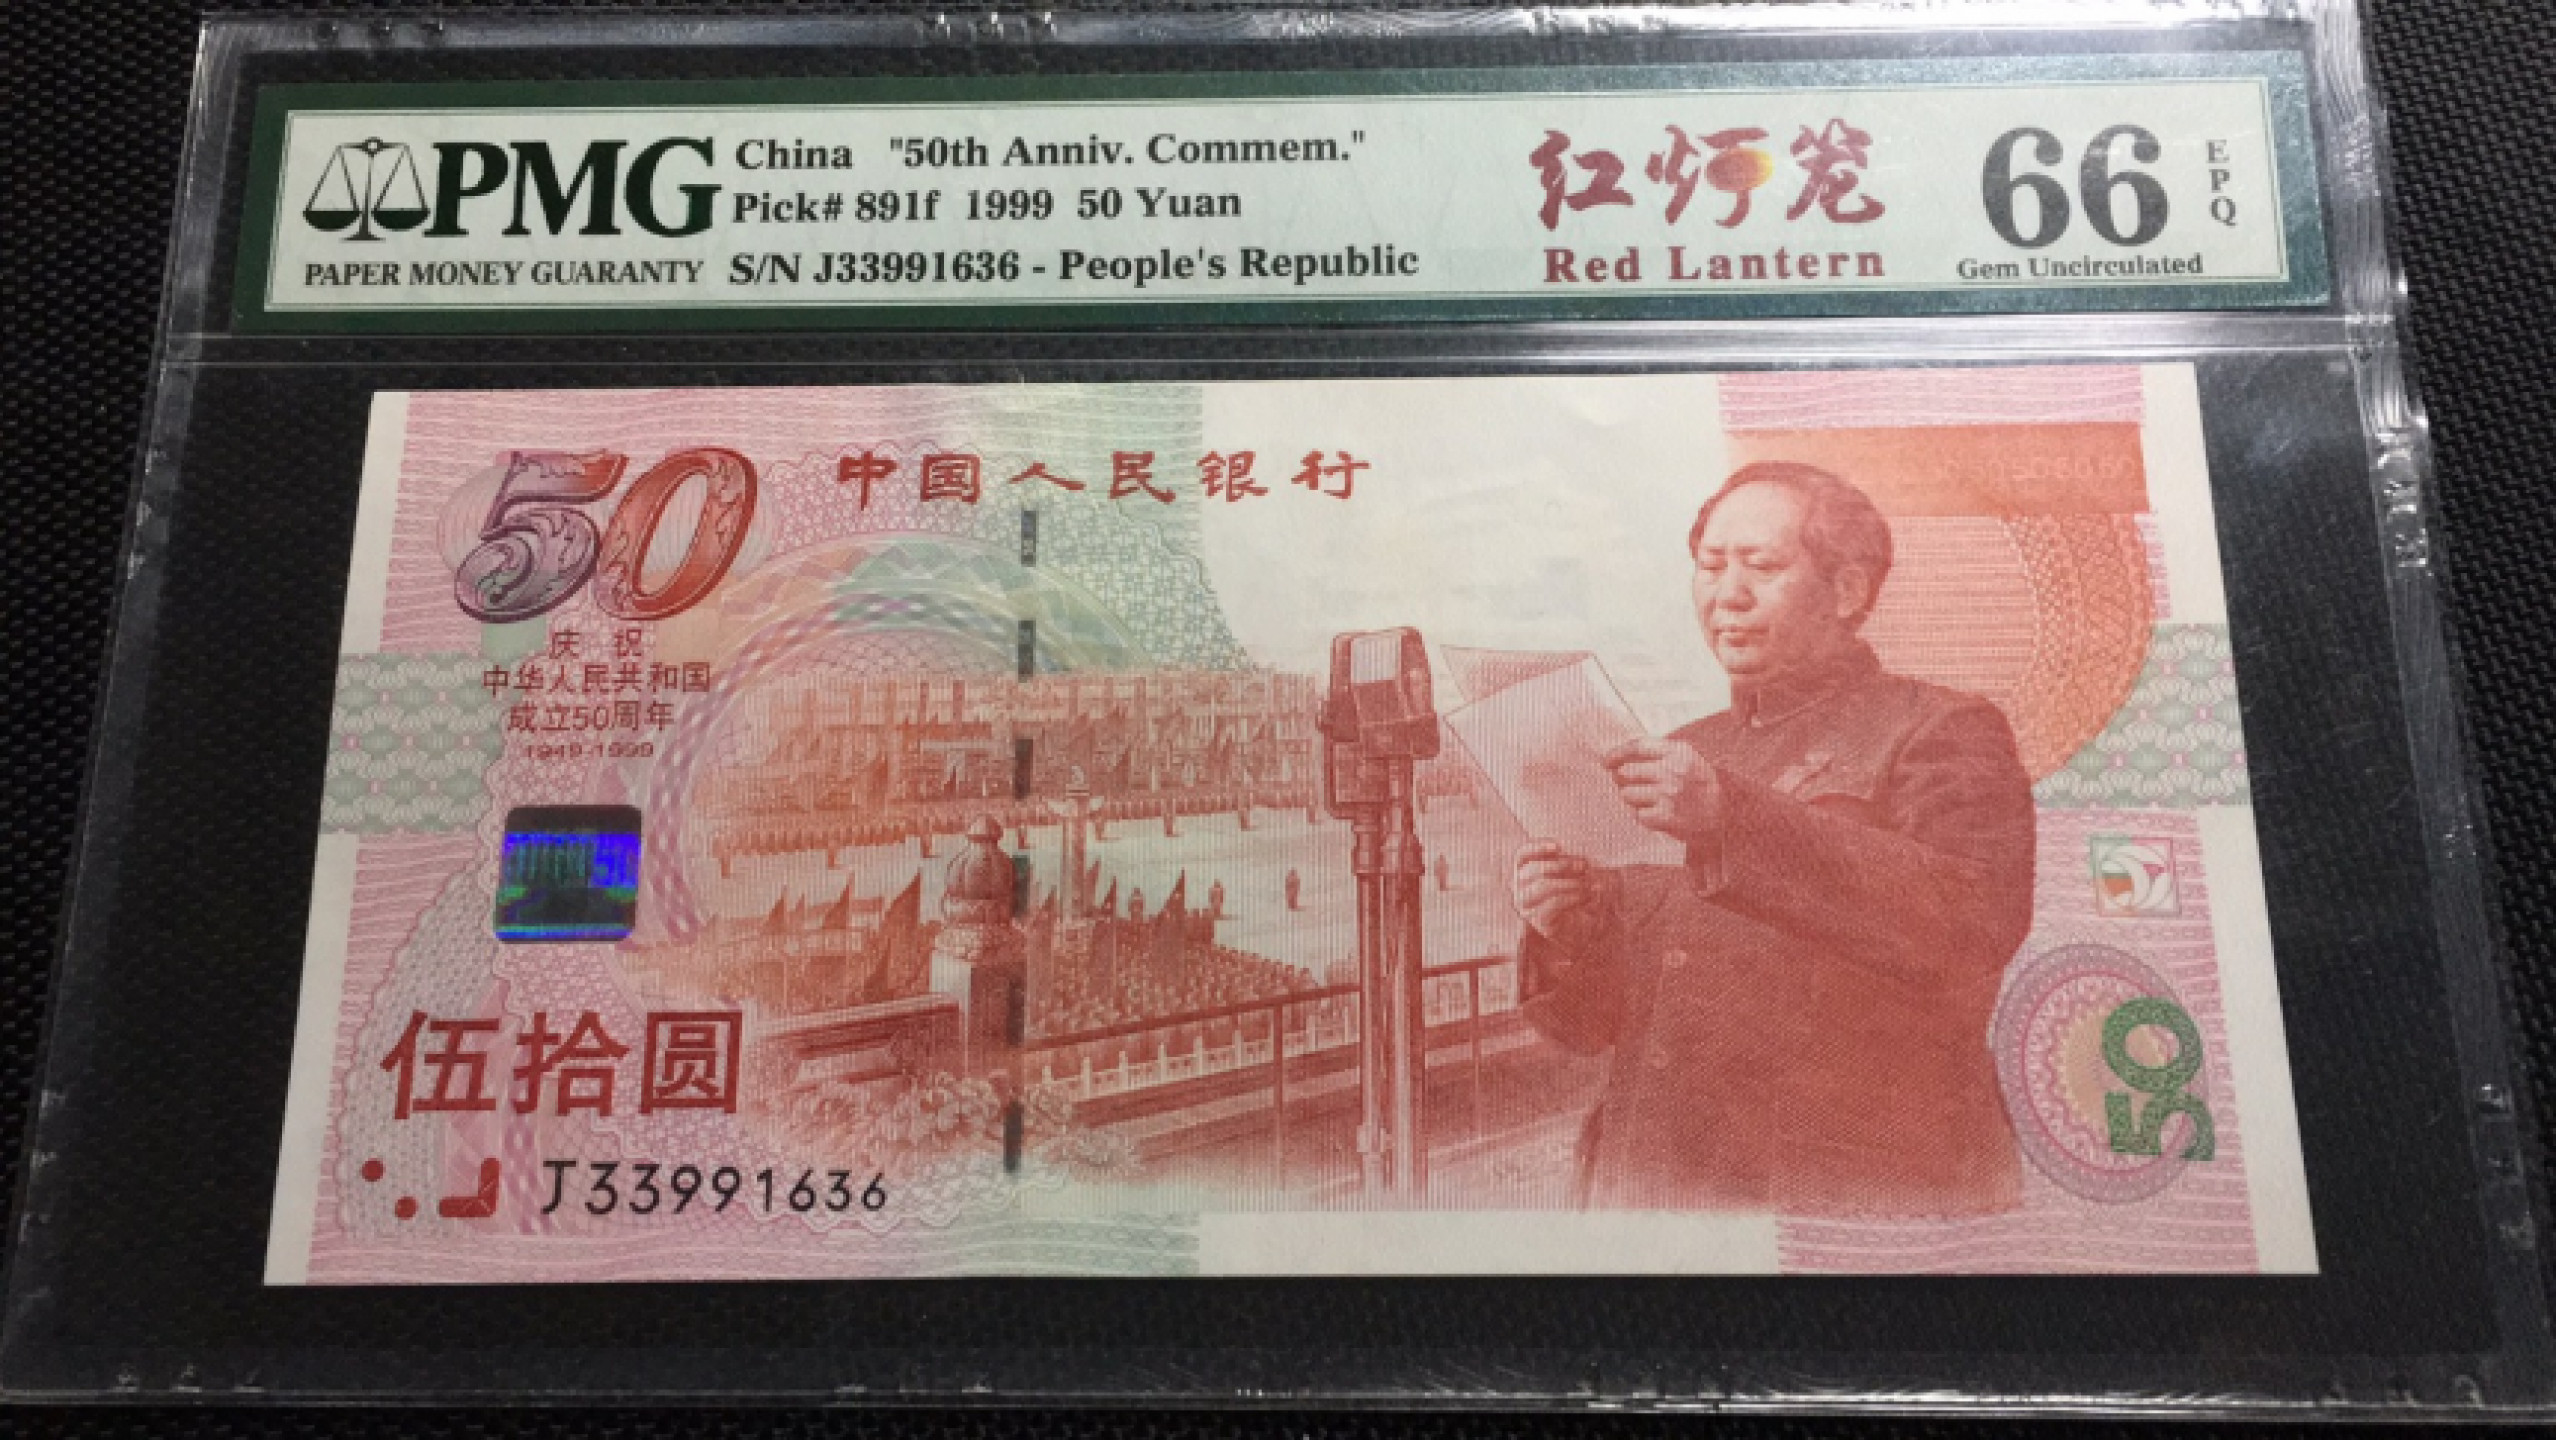 PMG
PAPER MONEY GUARANTY
China "50th Anniv. Commem."
Pick# 891f 1999 50 Yuan
S/N J33991636 - People's Republic
红灯笼
Red Lantern
66
EPQ
Gem Uncirculated
50
中国人民银行
庆祝
中华人民共和国
成立50周年
1949-1999
伍拾圆
J33991636
50